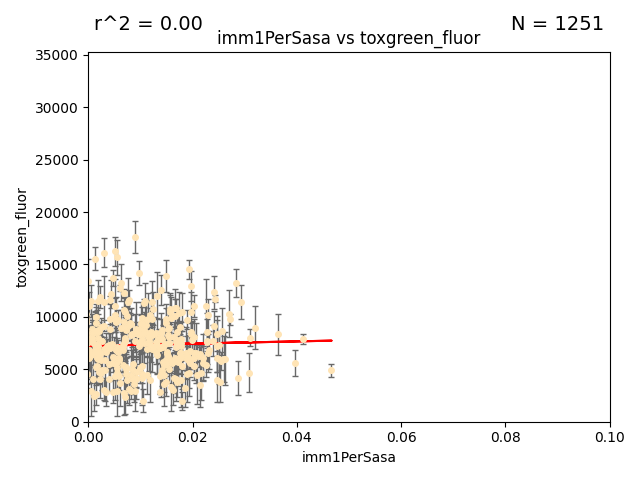 r^2 = 0.00
N = 1251
imm1PerSasa vs toxgreen_fluor
35000
30000
25000
20000
15000
10000
5000
0
toxgreen_fluor
0.00
0.02
0.04
0.06
0.08
0.10
imm1PerSasa